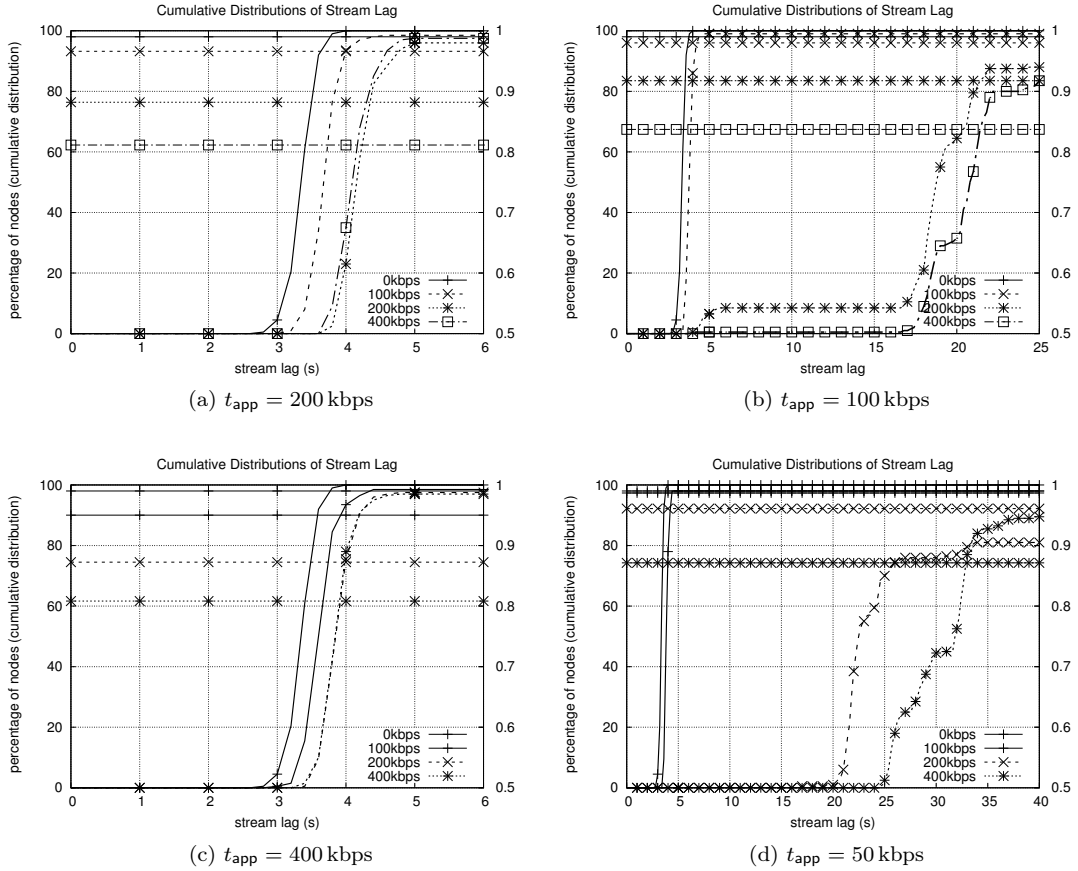 Cumulative Distributions of Stream Lag
percentage of nodes (cumulative distribution)
100
80
60
40
20
0
1
0.9
0.8
0.7
0.6
0.5
0kbps
100kbps
200kbps
400kbps
0 1 2 3 4 5 6
stream lag (s)
(a) t_app = 200 kbps
Cumulative Distributions of Stream Lag
percentage of nodes (cumulative distribution)
100
80
60
40
20
0
1
0.9
0.8
0.7
0.6
0.5
0kbps
100kbps
200kbps
400kbps
0 5 10 15 20 25
stream lag
(b) t_app = 100 kbps
Cumulative Distributions of Stream Lag
percentage of nodes (cumulative distribution)
100
80
60
40
20
0
1
0.9
0.8
0.7
0.6
0.5
0kbps
100kbps
200kbps
400kbps
0 1 2 3 4 5 6
stream lag (s)
(c) t_app = 400 kbps
Cumulative Distributions of Stream Lag
percentage of nodes (cumulative distribution)
100
80
60
40
20
0
1
0.9
0.8
0.7
0.6
0.5
0kbps
100kbps
200kbps
400kbps
0 5 10 15 20 25 30 35 40
stream lag (s)
(d) t_app = 50 kbps